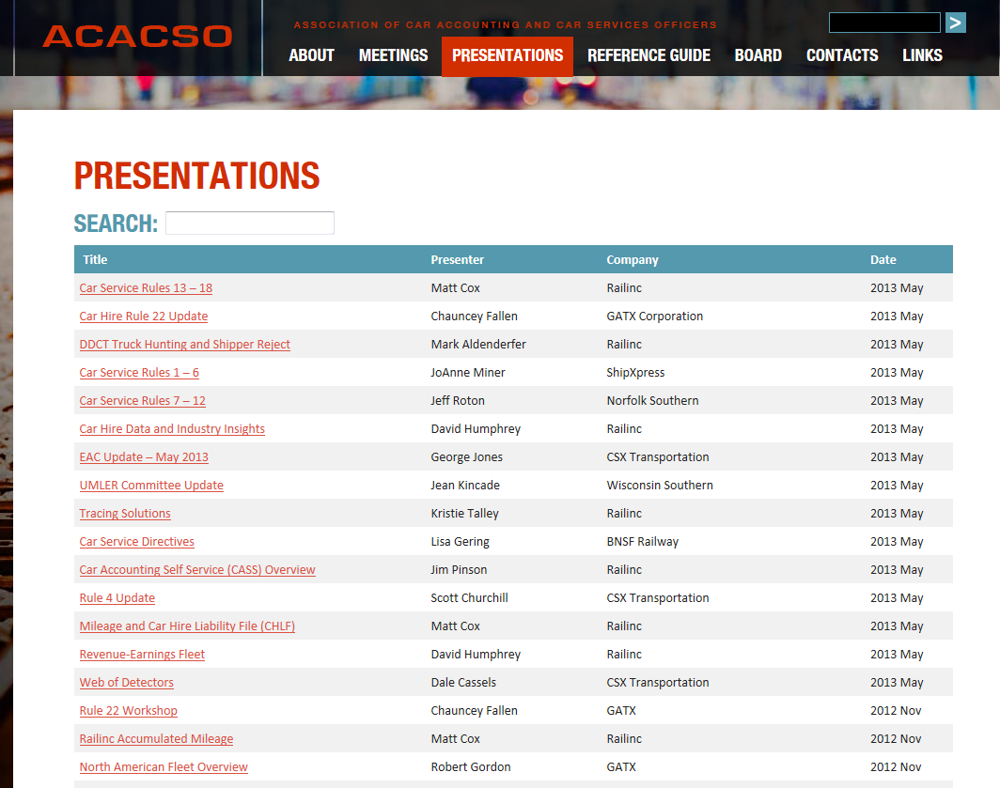 ACACSO
ASSOCIATION OF CAR ACCOUNTING AND CAR SERVICES OFFICERS
>
ABOUT MEETINGS PRESENTATIONS REFERENCE GUIDE BOARD CONTACTS LINKS
PRESENTATIONS
SEARCH:
Title Presenter Company Date
Car Service Rules 13 – 18 Matt Cox Railinc 2013 May
Car Hire Rule 22 Update Chauncey Fallen GATX Corporation 2013 May
DDCT Truck Hunting and Shipper Reject Mark Aldenderfer Railinc 2013 May
Car Service Rules 1 – 6 JoAnne Miner ShipXpress 2013 May
Car Service Rules 7 – 12 Jeff Roton Norfolk Southern 2013 May
Car Hire Data and Industry Insights David Humphrey Railinc 2013 May
EAC Update – May 2013 George Jones CSX Transportation 2013 May
UMLER Committee Update Jean Kincade Wisconsin Southern 2013 May
Tracing Solutions Kristie Talley Railinc 2013 May
Car Service Directives Lisa Gering BNSF Railway 2013 May
Car Accounting Self Service (CASS) Overview Jim Pinson Railinc 2013 May
Rule 4 Update Scott Churchill CSX Transportation 2013 May
Mileage and Car Hire Liability File (CHLF) Matt Cox Railinc 2013 May
Revenue-Earnings Fleet David Humphrey Railinc 2013 May
Web of Detectors Dale Cassels CSX Transportation 2013 May
Rule 22 Workshop Chauncey Fallen GATX 2012 Nov
Railinc Accumulated Mileage Matt Cox Railinc 2012 Nov
North American Fleet Overview Robert Gordon GATX 2012 Nov